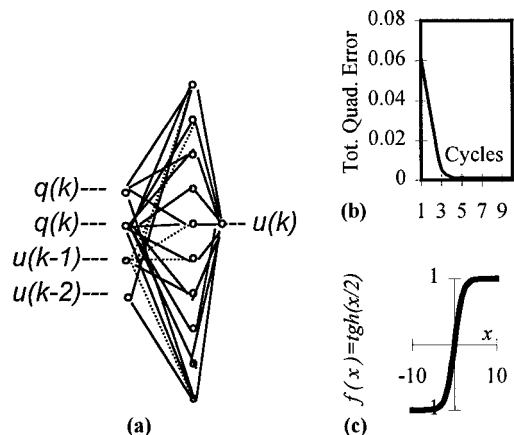 (a)
q(k)---
q(k)---
u(k-1)---
u(k-2)---
-- u(k)
(b)
Tot. Quad. Error
0.08
0.06
0.04
0.02
0
Cycles
1 3 5 7 9
(c)
f(x)=tgh(x/2)
1
x
-10
10
-1
(a)